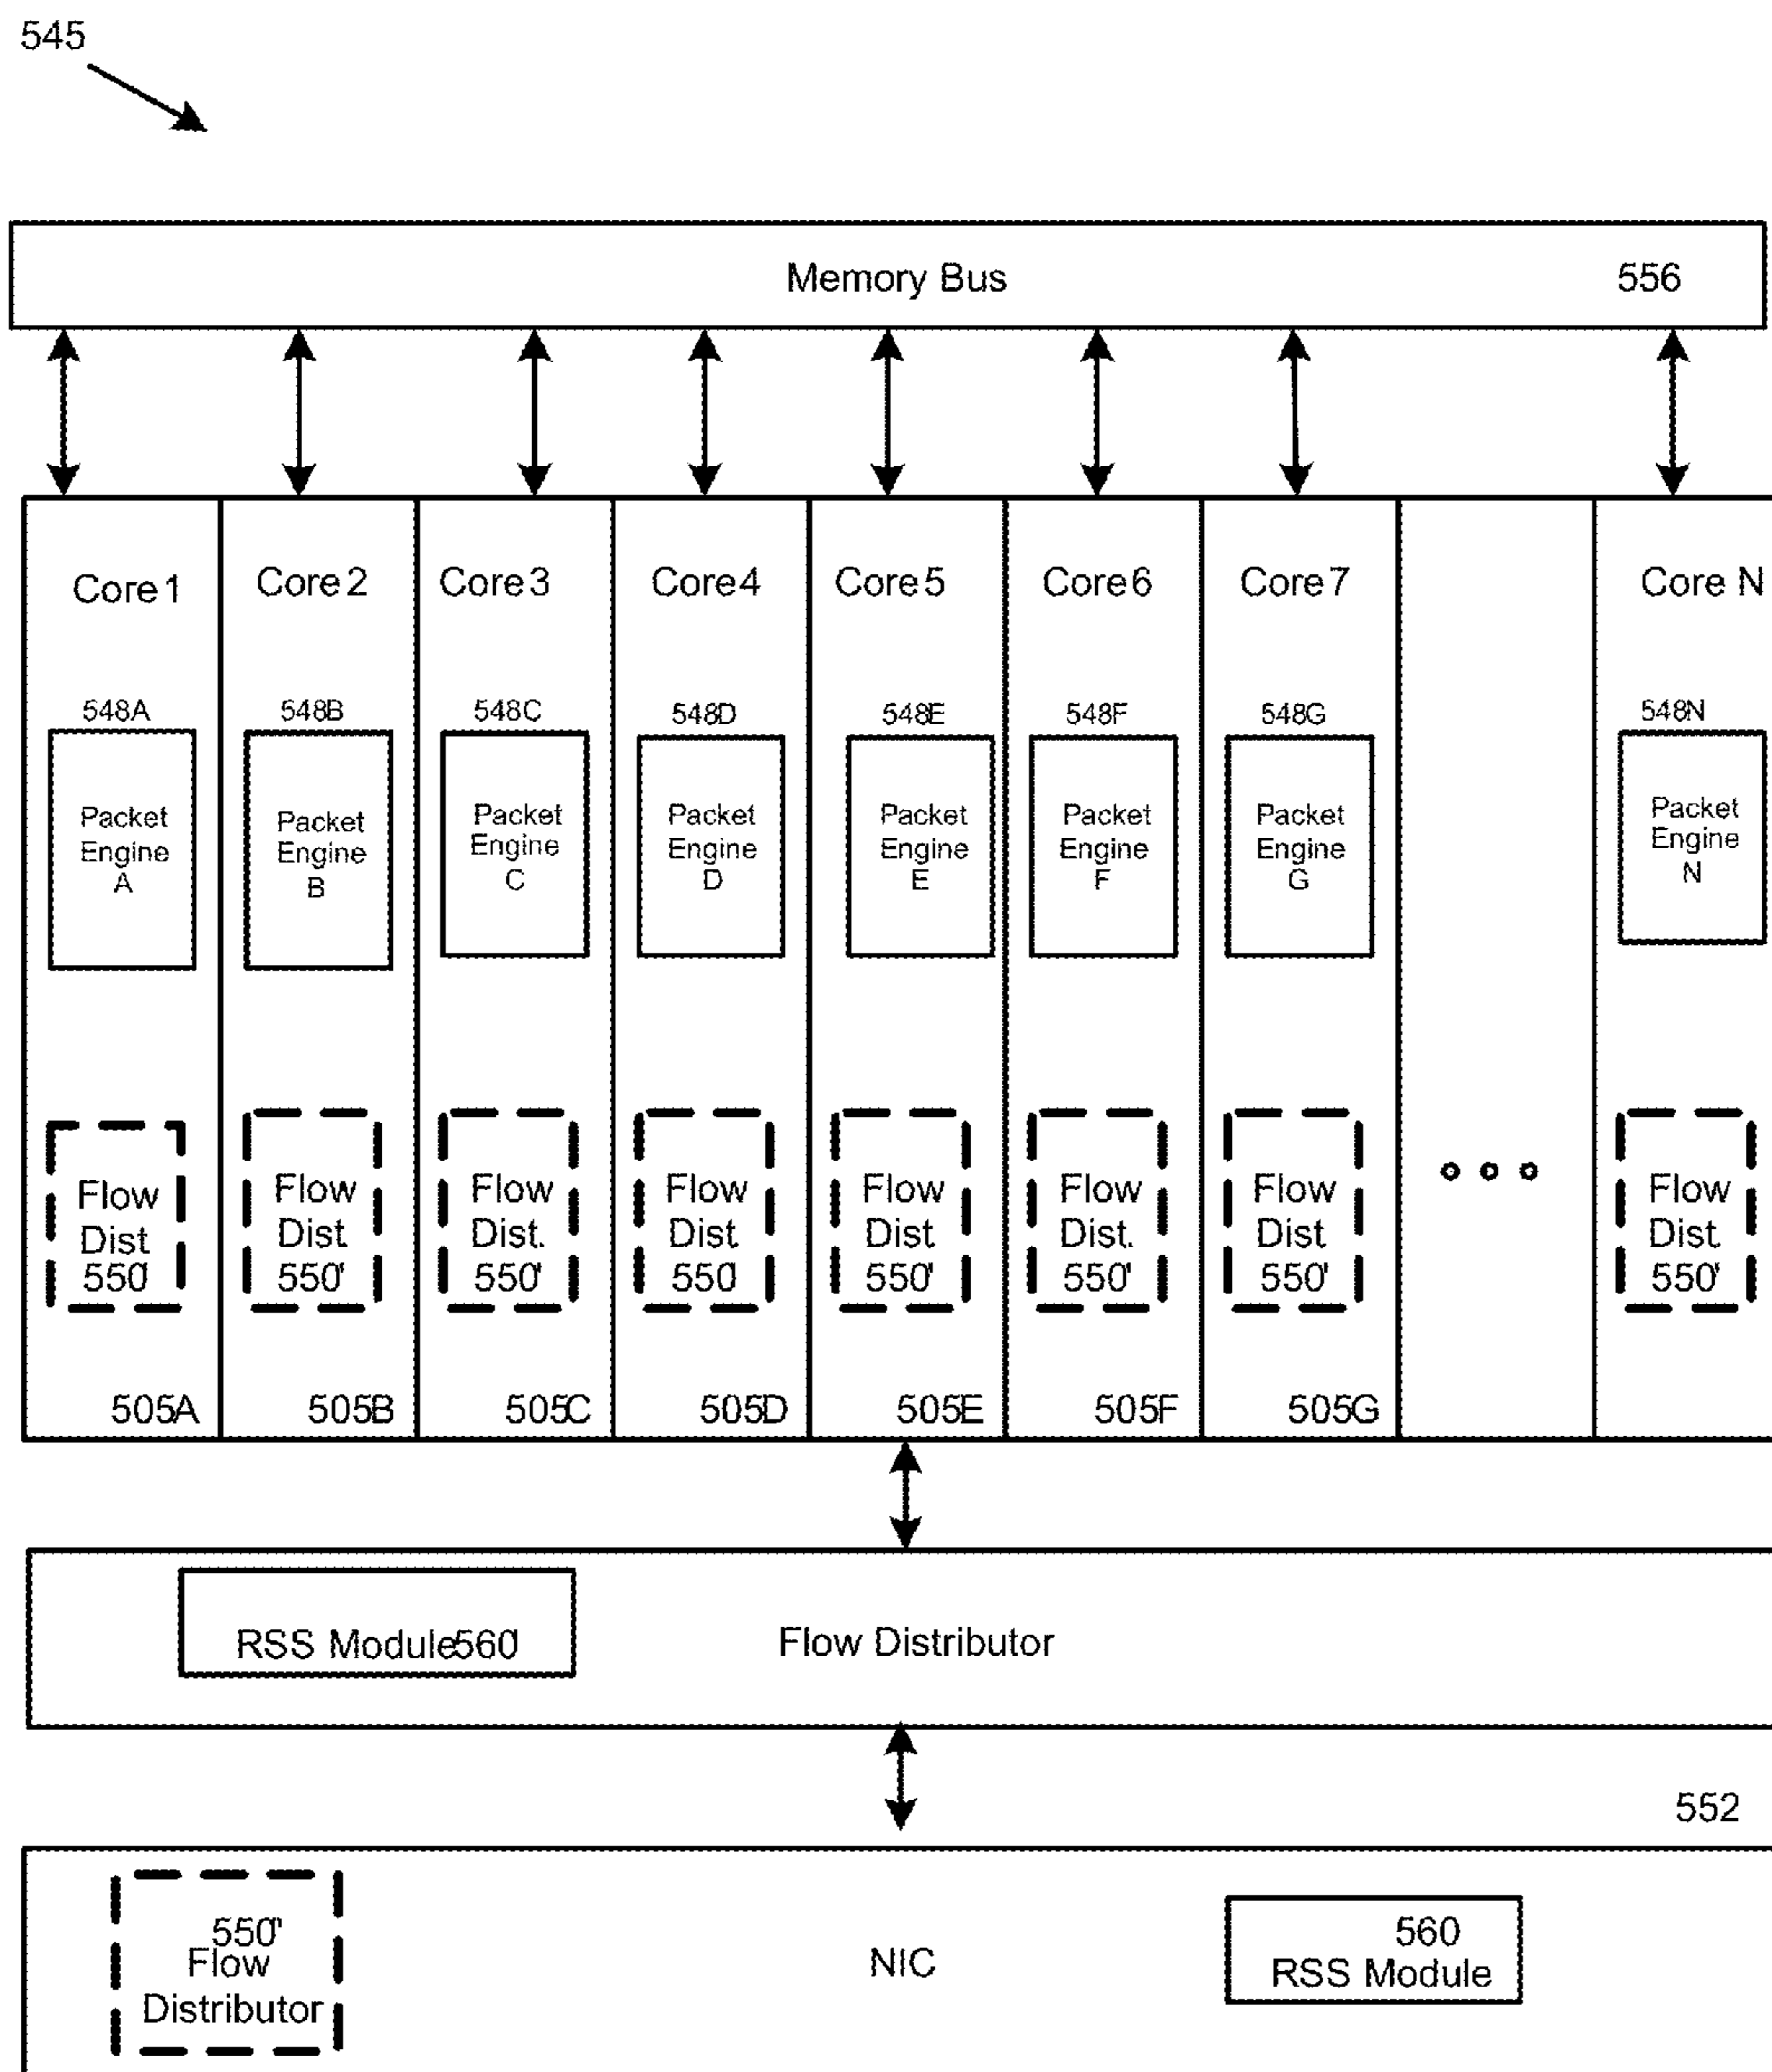 545
Memory Bus 556
Core 1 Core 2 Core 3 Core 4 Core 5 Core 6 Core 7 Core N
548A 548B 548C 548D 548E 548F 548G 548N
Packet Engine A
Packet Engine B
Packet Engine C
Packet Engine D
Packet Engine E
Packet Engine F
Packet Engine G
Packet Engine N
Flow Dist 550'
Flow Dist. 550'
Flow Dist. 550'
Flow Dist. 550'
Flow Dist. 550'
Flow Dist. 550'
Flow Dist. 550'
Flow Dist. 550'
505A 505B 505C 505D 505E 505F 505G
RSS Module 560' Flow Distributor
552
550"
Flow
Distributor
NIC
560
RSS Module